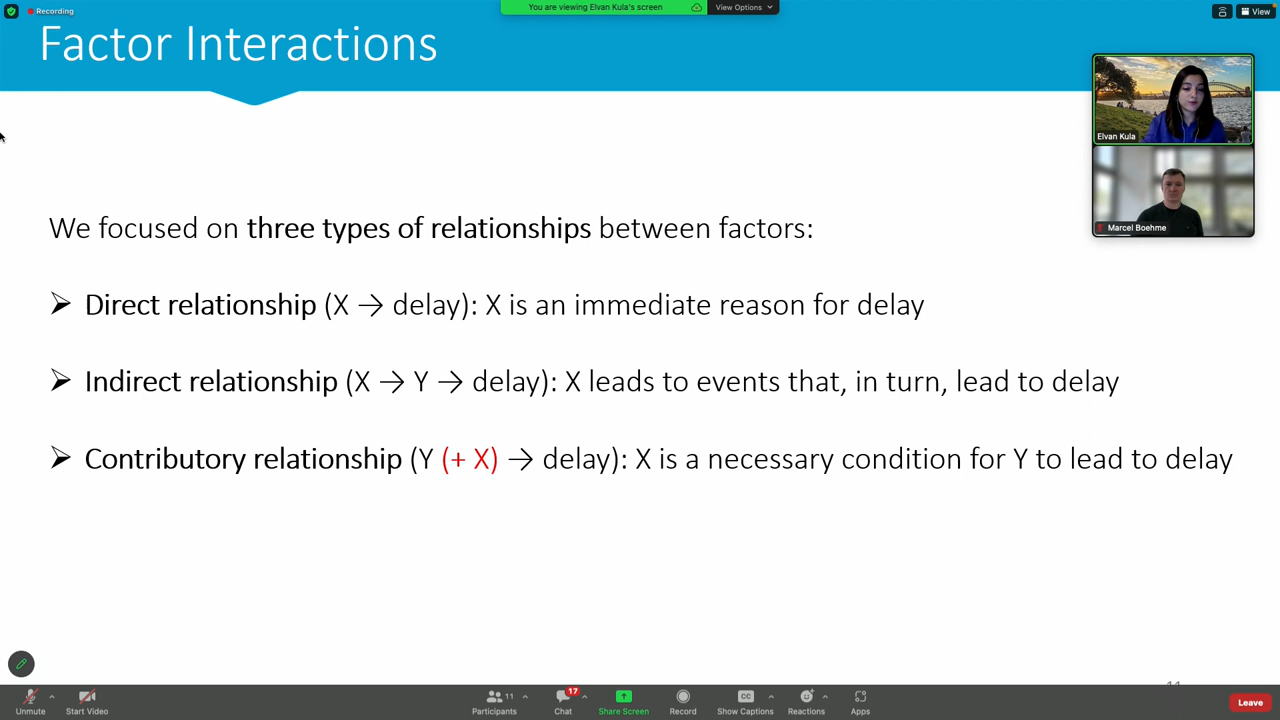 Recording
You are viewing Elvan Kula's screen
View Options
View
Factor Interactions
Elvan Kula
Marcel Boehme
We focused on three types of relationships between factors:
➢ Direct relationship (X → delay): X is an immediate reason for delay
➢ Indirect relationship (X → Y → delay): X leads to events that, in turn, lead to delay
➢ Contributory relationship (Y (+ X) → delay): X is a necessary condition for Y to lead to delay
Unmute
Start Video
11
Participants
17
Chat
Share Screen
Record
CC
Show Captions
Reactions
Apps
Leave